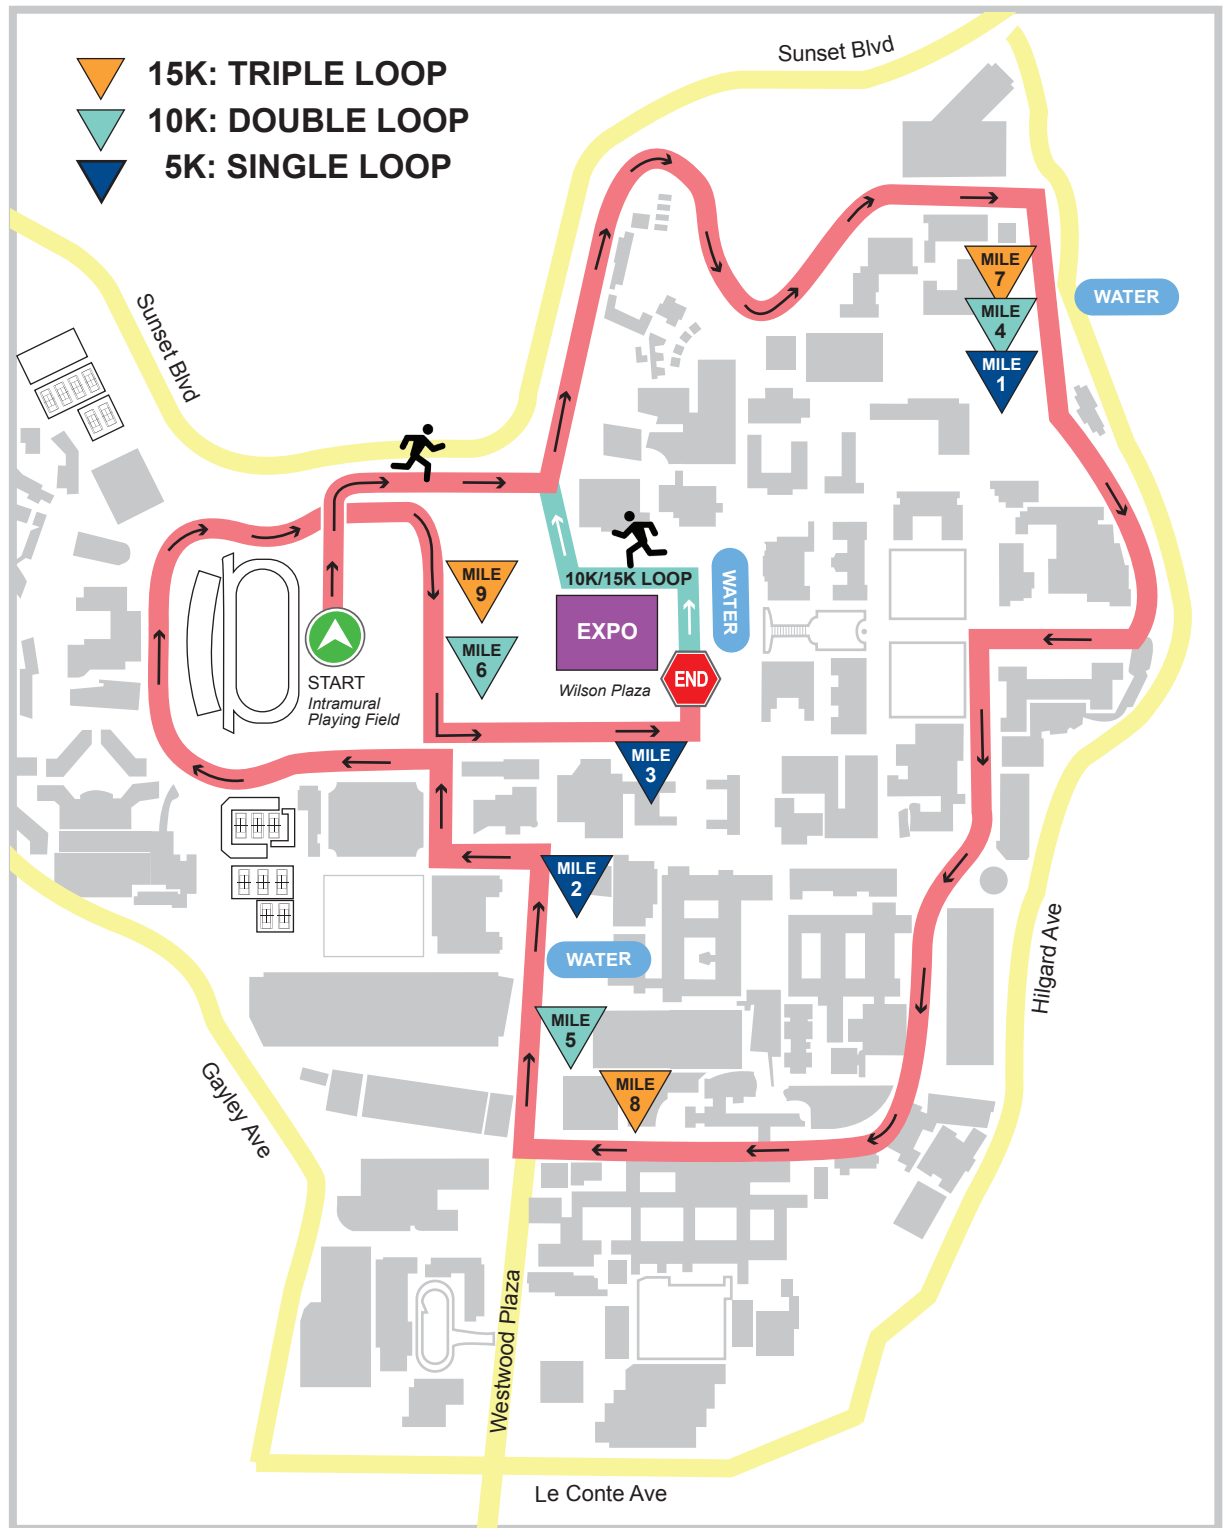 15K: TRIPLE LOOP
10K: DOUBLE LOOP
5K: SINGLE LOOP
Sunset Blvd
Sunset Blvd
MILE
7
MILE
4
MILE
1
WATER
MILE
9
MILE
6
10K/15K LOOP
WATER
EXPO
Wilson Plaza
END
START
Intramural
Playing Field
MILE
3
MILE
2
WATER
MILE
5
MILE
8
Hilgard Ave
Gayley Ave
Westwood Plaza
Le Conte Ave